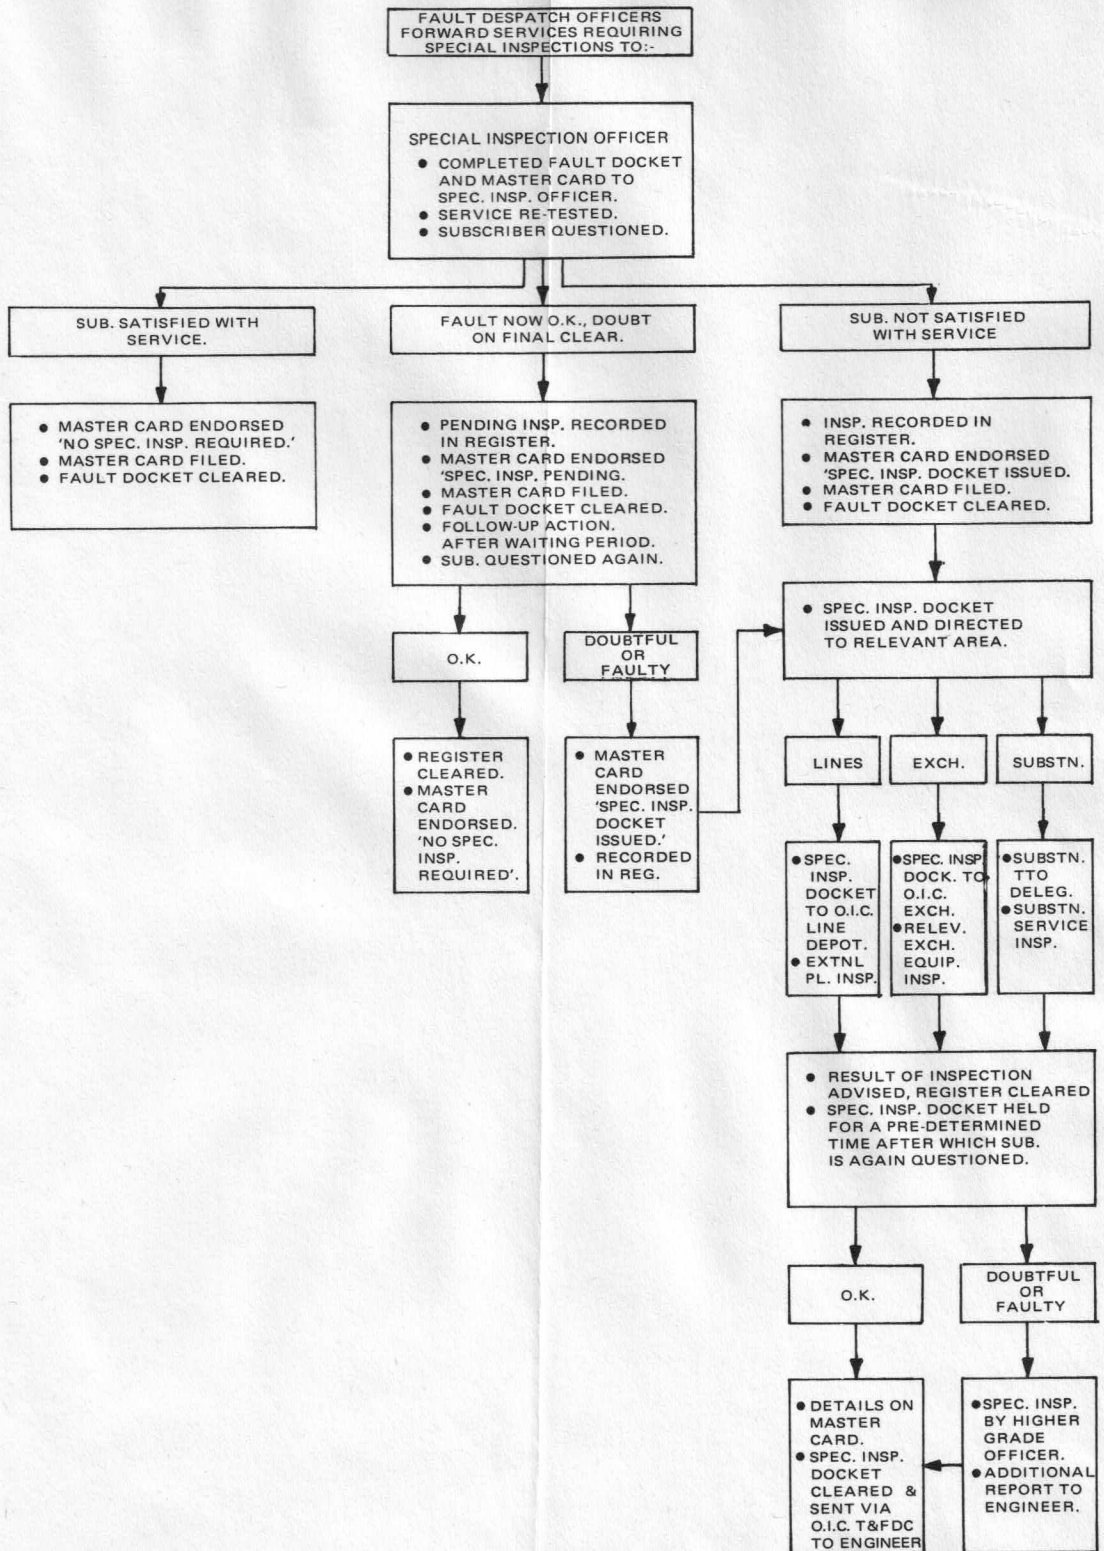 FAULT DESPATCH OFFICERS
FORWARD SERVICES REQUIRING
SPECIAL INSPECTIONS TO:-
SPECIAL INSPECTION OFFICER
● COMPLETED FAULT DOCKET
AND MASTER CARD TO
SPEC. INSP. OFFICER.
● SERVICE RE-TESTED.
● SUBSCRIBER QUESTIONED.
SUB. SATISFIED WITH
SERVICE.
FAULT NOW O.K., DOUBT
ON FINAL CLEAR.
SUB. NOT SATISFIED
WITH SERVICE
● MASTER CARD ENDORSED
'NO SPEC. INSP. REQUIRED.'
● MASTER CARD FILED.
● FAULT DOCKET CLEARED.
● PENDING INSP. RECORDED
IN REGISTER.
● MASTER CARD ENDORSED
'SPEC. INSP. PENDING.
● MASTER CARD FILED.
● FAULT DOCKET CLEARED.
● FOLLOW-UP ACTION.
AFTER WAITING PERIOD.
● SUB. QUESTIONED AGAIN.
● INSP. RECORDED IN
REGISTER.
● MASTER CARD ENDORSED
'SPEC. INSP. DOCKET ISSUED.
● MASTER CARD FILED.
● FAULT DOCKET CLEARED.
● SPEC. INSP. DOCKET
ISSUED AND DIRECTED
TO RELEVANT AREA.
O.K.
DOUBTFUL
OR
FAULTY
● REGISTER
CLEARED.
● MASTER
CARD
ENDORSED.
'NO SPEC.
INSP.
REQUIRED'.
● MASTER
CARD
ENDORSED
'SPEC. INSP.
DOCKET
ISSUED.'
● RECORDED
IN REG.
LINES
EXCH.
SUBSTN.
● SPEC.
INSP.
DOCKET
TO O.I.C.
LINE
DEPOT.
● EXTNL
PL. INSP.
● SPEC. INSP.
DOCK. TO
O.I.C.
EXCH.
● RELEV.
EXCH.
EQUIP.
INSP.
● SUBSTN.
TTO
DELEG.
● SUBSTN.
SERVICE
INSP.
● RESULT OF INSPECTION
ADVISED, REGISTER CLEARED
● SPEC. INSP. DOCKET HELD
FOR A PRE-DETERMINED
TIME AFTER WHICH SUB.
IS AGAIN QUESTIONED.
O.K.
DOUBTFUL
OR
FAULTY
● DETAILS ON
MASTER
CARD.
● SPEC. INSP.
DOCKET
CLEARED &
SENT VIA
O.I.C. T&FDC
TO ENGINEER
● SPEC. INSP.
BY HIGHER
GRADE
OFFICER.
● ADDITIONAL
REPORT TO
ENGINEER.